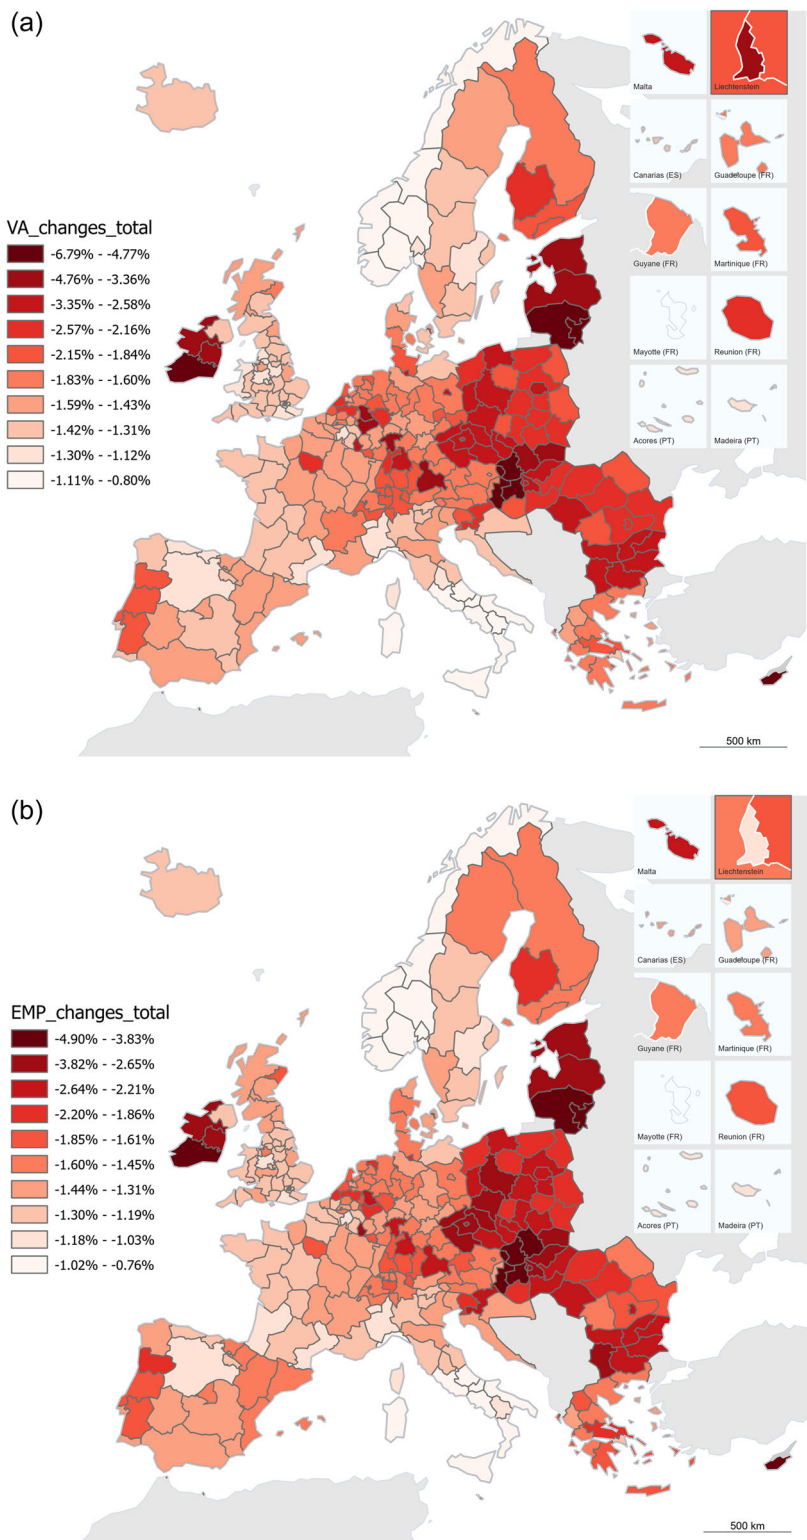 (a)
Malta
Liechtenstein
Canarias (ES)
Guadeloupe (FR)
Guyane (FR)
Martinique (FR)
Mayotte (FR)
Reunion (FR)
Acores (PT)
Madeira (PT)
VA_changes_total
-6.79% - -4.77%
-4.76% - -3.36%
-3.35% - -2.58%
-2.57% - -2.16%
-2.15% - -1.84%
-1.83% - -1.60%
-1.59% - -1.43%
-1.42% - -1.31%
-1.30% - -1.12%
-1.11% - -0.80%
500 km
(b)
Malta
Liechtenstein
Canarias (ES)
Guadeloupe (FR)
Guyane (FR)
Martinique (FR)
Mayotte (FR)
Reunion (FR)
Acores (PT)
Madeira (PT)
EMP_changes_total
-4.90% - -3.83%
-3.82% - -2.65%
-2.64% - -2.21%
-2.20% - -1.86%
-1.85% - -1.61%
-1.60% - -1.45%
-1.44% - -1.31%
-1.30% - -1.19%
-1.18% - -1.03%
-1.02% - -0.76%
500 km